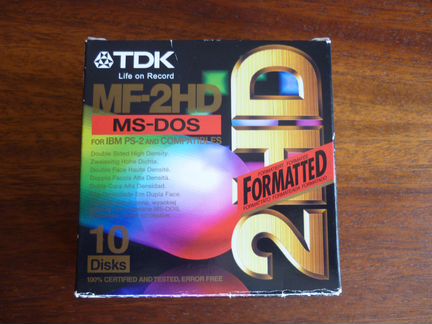 TDK
Life on Record
MF-2HD
MS-DOS
FOR IBM PS-2 AND COMPATIBLES
Double Sided High Density.
Zweiseitig Höhe Dichte.
Double Face Haute Densité.
Doppia Faccia Alta Densità.
Doble Cara Alta Densidad.
Face
10
Disks
100% CERTIFIED AND TESTED, ERROR FREE
2HD
FORMATTED